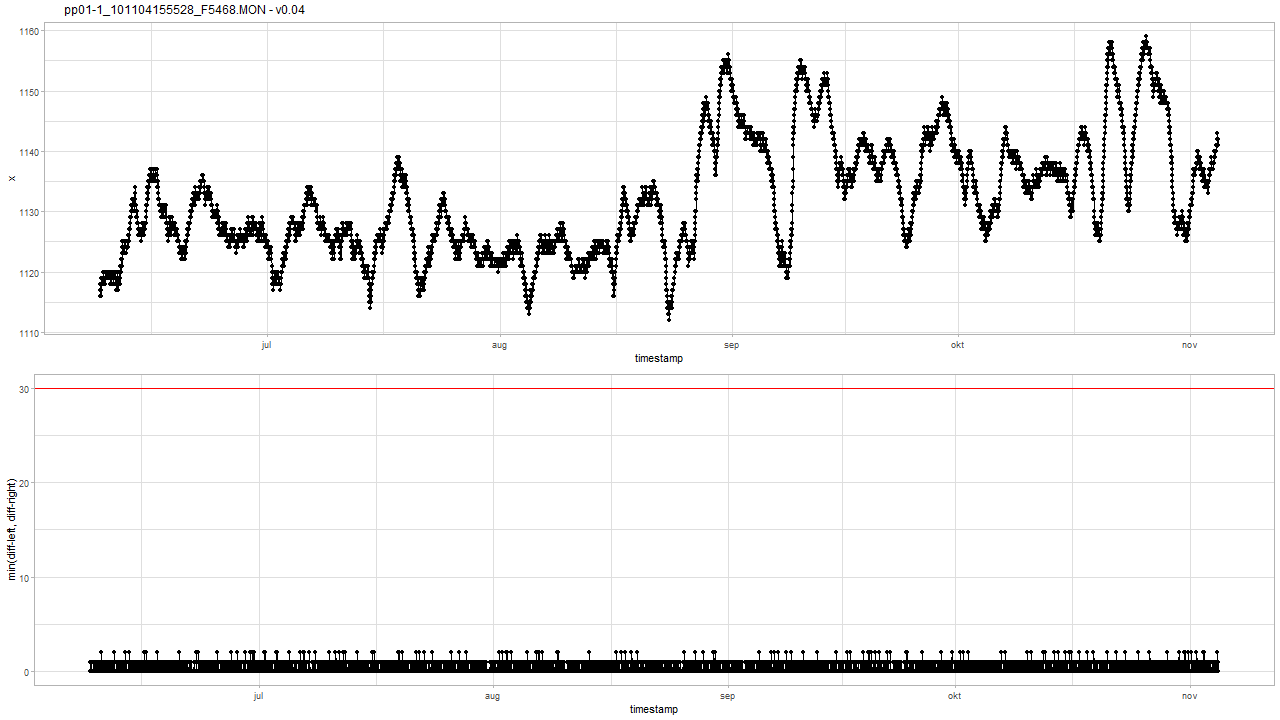 pp01-1_101104155528_F5468.MON - v0.04
1160
1150
1140
1130
1120
1110
x
jul
aug
sep
okt
nov
timestamp
30
20
10
0
min(diff-left, diff-right)
jul
aug
sep
okt
nov
timestamp